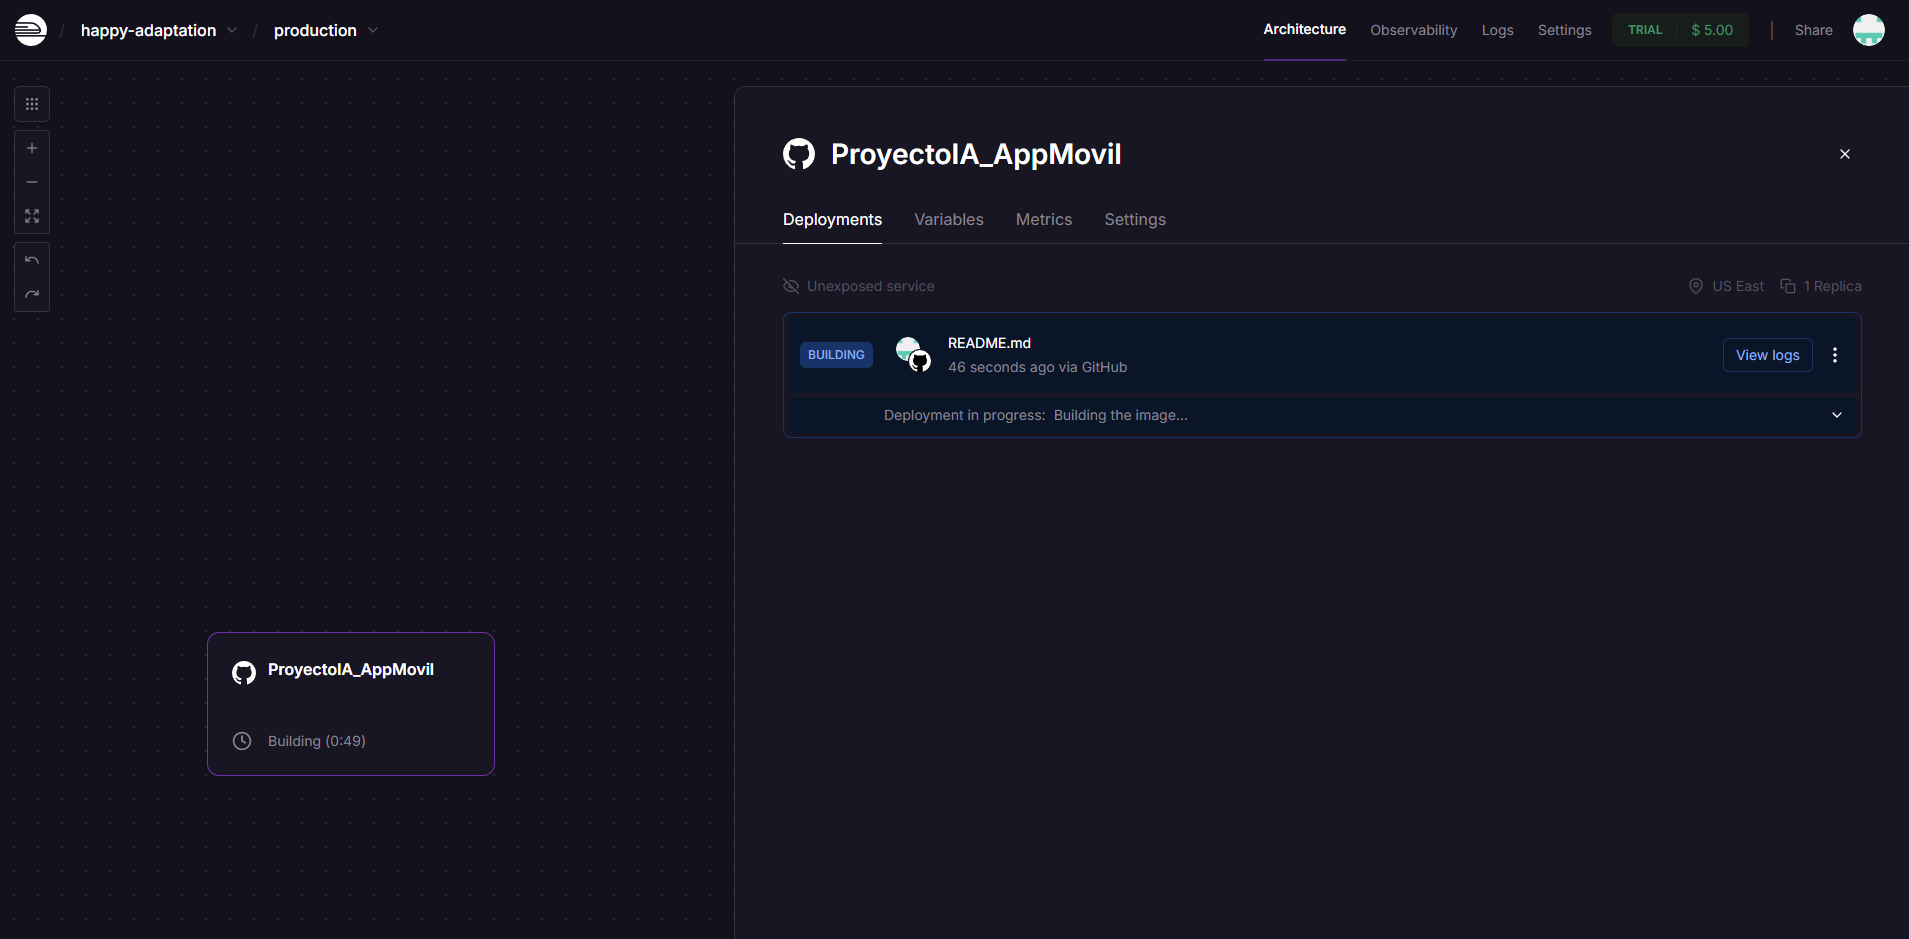 / happy-adaptation / production
Architecture Observability Logs Settings TRIAL $ 5.00 Share
ProyectoIA_AppMovil
Deployments Variables Metrics Settings
Unexposed service US East 1 Replica
BUILDING README.md View logs
46 seconds ago via GitHub
Deployment in progress: Building the image...
ProyectoIA_AppMovil
Building (0:49)